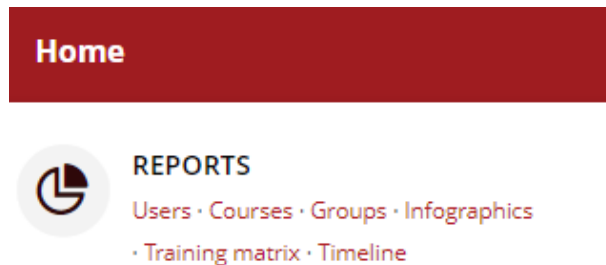 Home
REPORTS
Users · Courses · Groups · Infographics
· Training matrix · Timeline